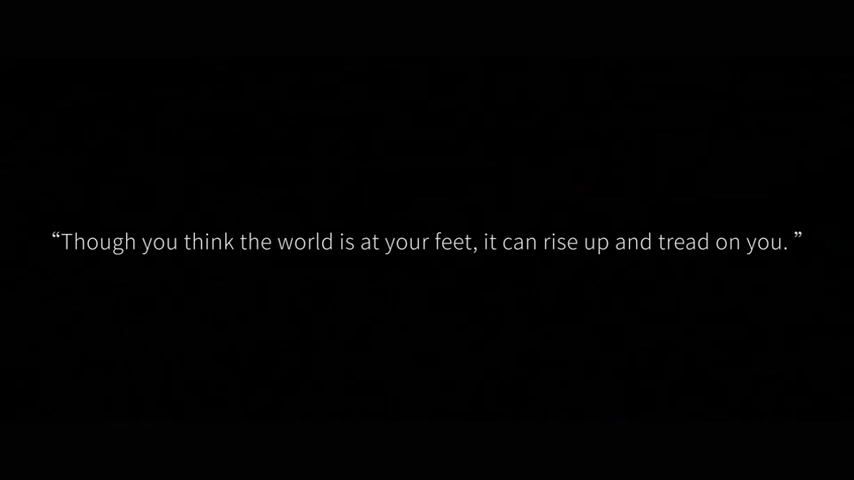 “Though you think the world is at your feet, it can rise up and tread on you. ”